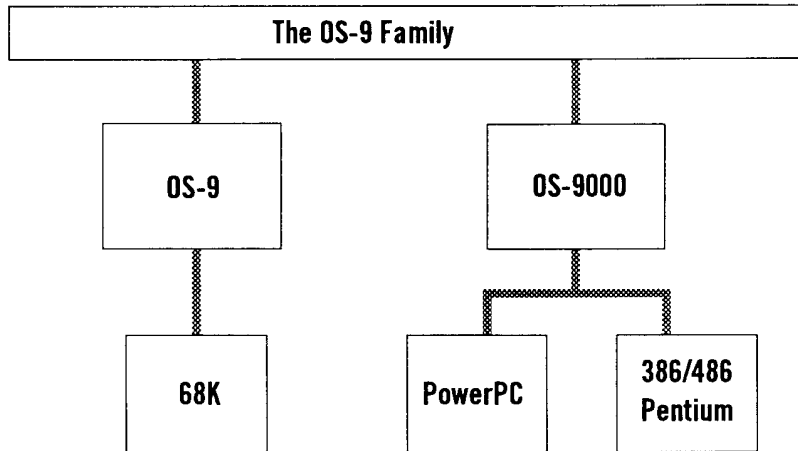 The OS-9 Family
OS-9
OS-9000
68K
PowerPC
386/486
Pentium